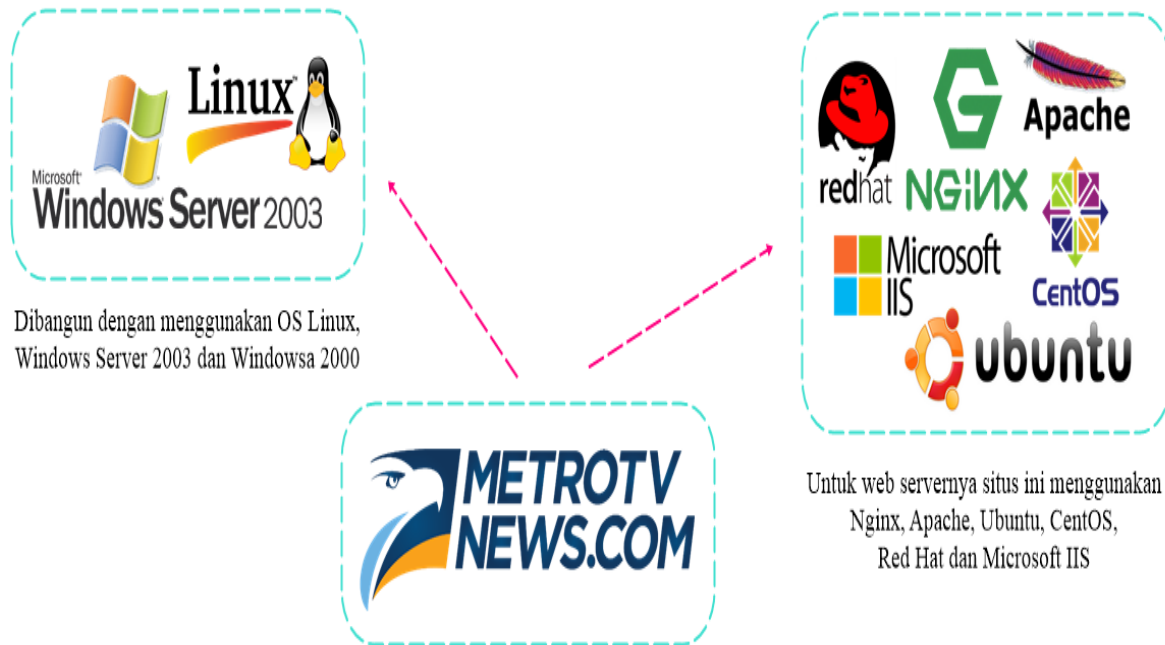 Linux
Microsoft
Windows Server 2003
Dibangun dengan menggunakan OS Linux,
Windows Server 2003 dan Windowsa 2000
METROTV
NEWS.COM
Apache
redhat
NGiNX
Microsoft
IIS
CentOS
ubuntu
Untuk web servernya situs ini menggunakan
Nginx, Apache, Ubuntu, CentOS,
Red Hat dan Microsoft IIS